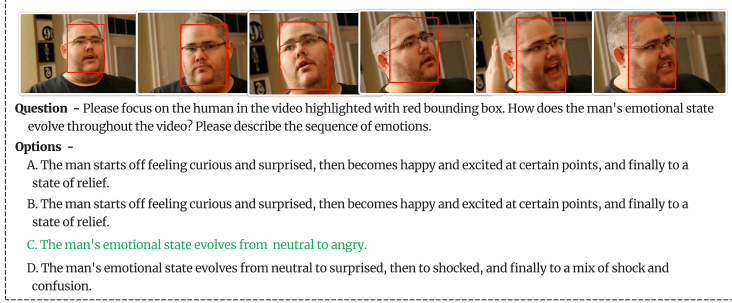 Question - Please focus on the human in the video highlighted with red bounding box. How does the man's emotional state
evolve throughout the video? Please describe the sequence of emotions.
Options -
A. The man starts off feeling curious and surprised, then becomes happy and excited at certain points, and finally to a
state of relief.
B. The man starts off feeling curious and surprised, then becomes happy and excited at certain points, and finally to a
state of relief.
C. The man's emotional state evolves from neutral to angry.
D. The man's emotional state evolves from neutral to surprised, then to shocked, and finally to a mix of shock and
confusion.